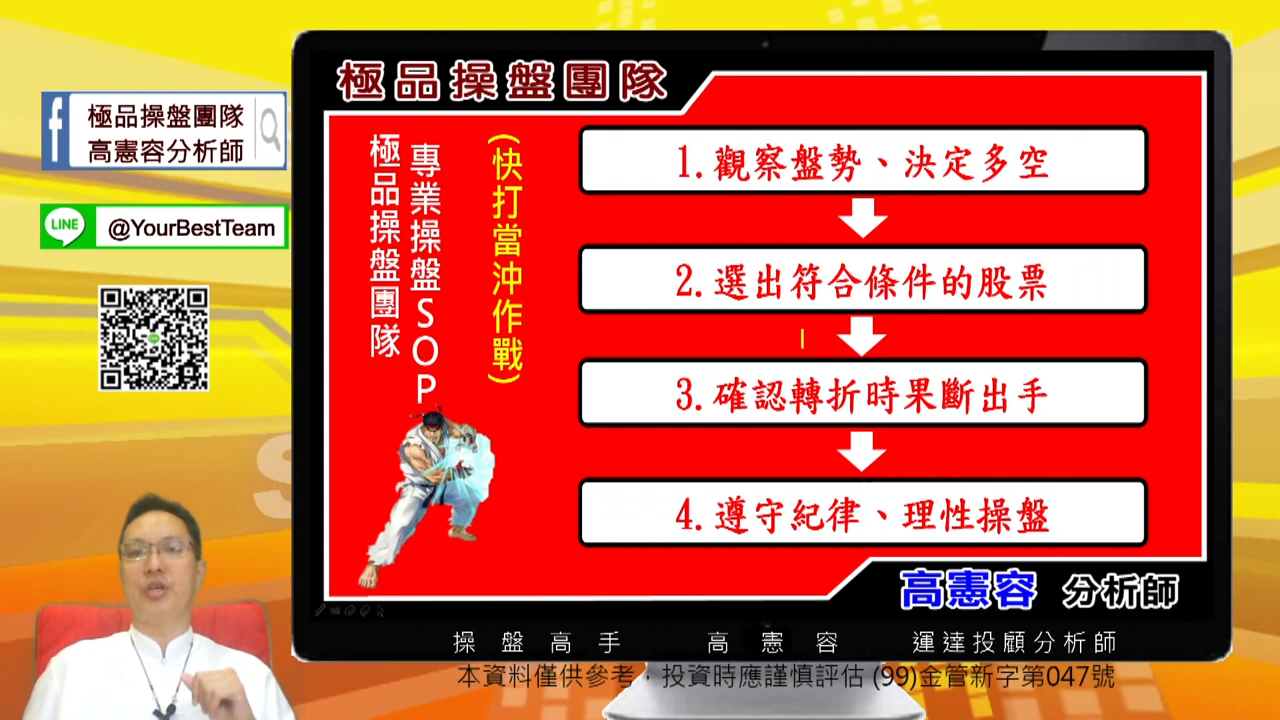 極品操盤團隊
高憲容分析師
LINE
@YourBestTeam
極品操盤團隊
(快打當沖作戰)
專業操盤SOP
極品操盤團隊
1.觀察盤勢、決定多空
2.選出符合條件的股票
3.確認轉折時果斷出手
4.遵守紀律、理性操盤
高憲容 分析師
操盤高手 高憲容 運達投顧分析師
本資料僅供參考，投資時應謹慎評估 (99)金管新字第047號